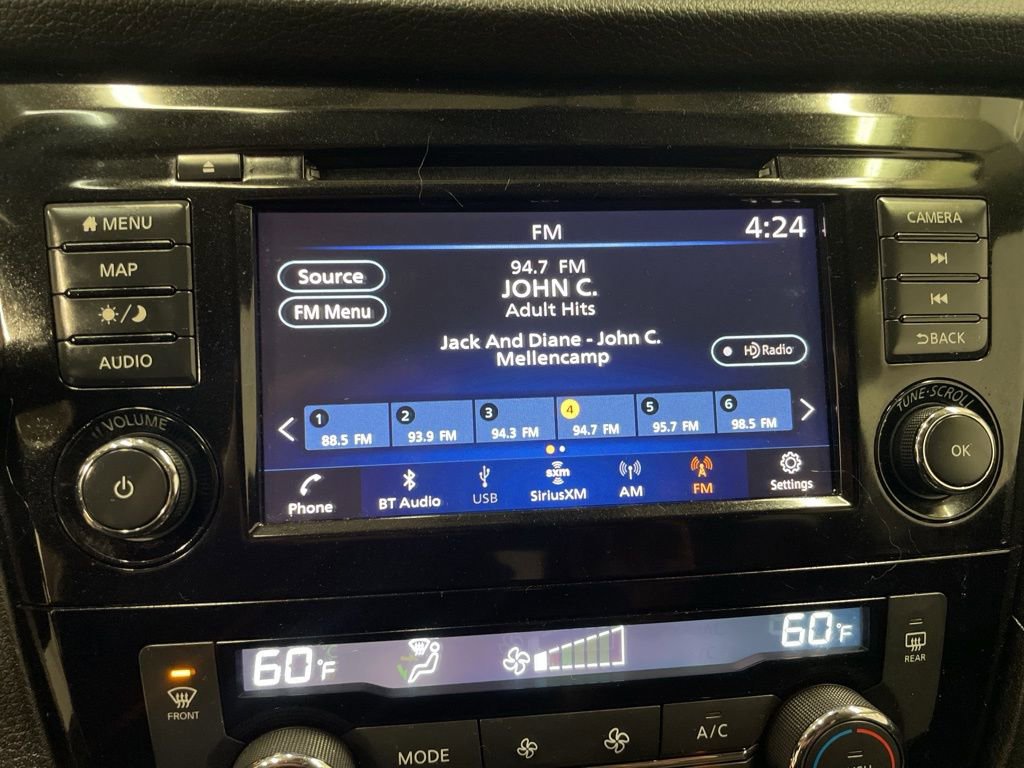 MENU
MAP
AUDIO
VOLUME
FM
4:24
Source
FM Menu
94.7 FM
JOHN C.
Adult Hits
Jack And Diane - John C.
Mellencamp
HD Radio
1
88.5 FM
2
93.9 FM
3
94.3 FM
4
94.7 FM
5
95.7 FM
6
98.5 FM
Phone
BT Audio
USB
sxm
SiriusXM
AM
FM
Settings
CAMERA
BACK
TUNE·SCROLL
OK
FRONT
60°F
60°F
REAR
MODE
A/C